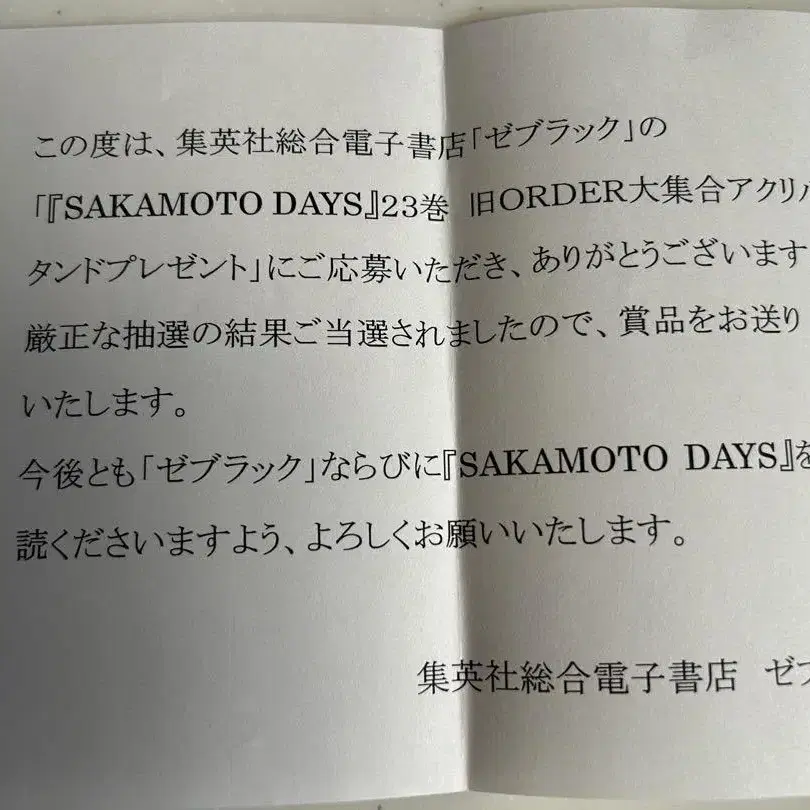 この度は、集英社総合電子書店「ゼブラック」の
「『SAKAMOTO DAYS』23巻 旧ORDER大集合アクリル
タンドプレゼント」にご応募いただき、ありがとうございます
厳正な抽選の結果ご当選されましたので、賞品をお送り
いたします。
今後とも「ゼブラック」ならびに『SAKAMOTO DAYS』を
読くださいますよう、よろしくお願いいたします。
集英社総合電子書店 ゼブ